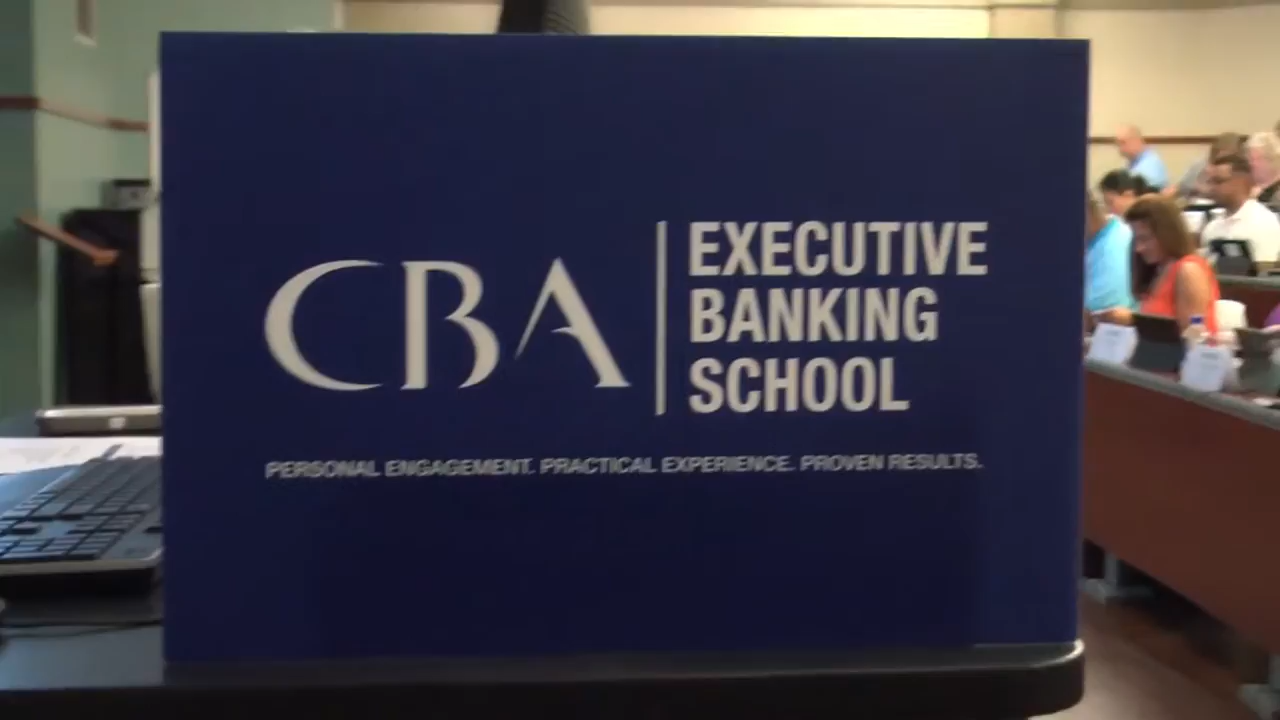 CBA
EXECUTIVE
BANKING
SCHOOL
PERSONAL ENGAGEMENT. PRACTICAL EXPERIENCE. PROVEN RESULTS.